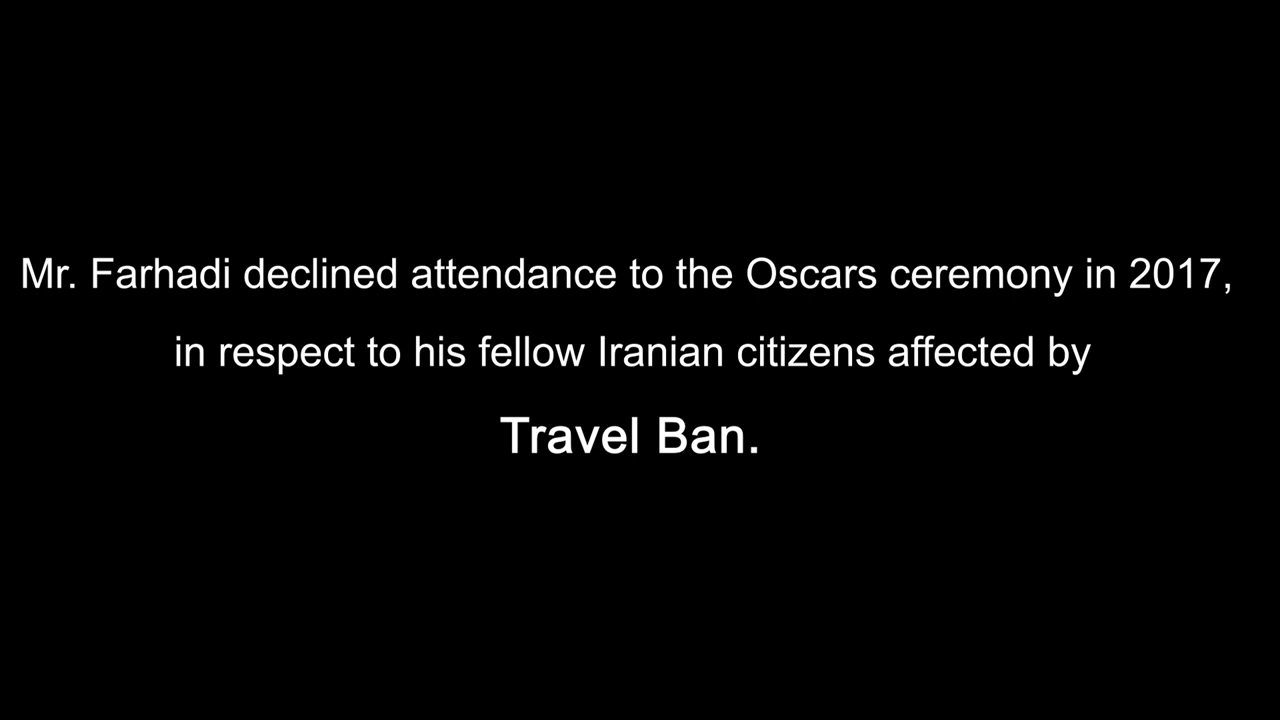 Mr. Farhadi declined attendance to the Oscars ceremony in 2017,
in respect to his fellow Iranian citizens affected by
Travel Ban.